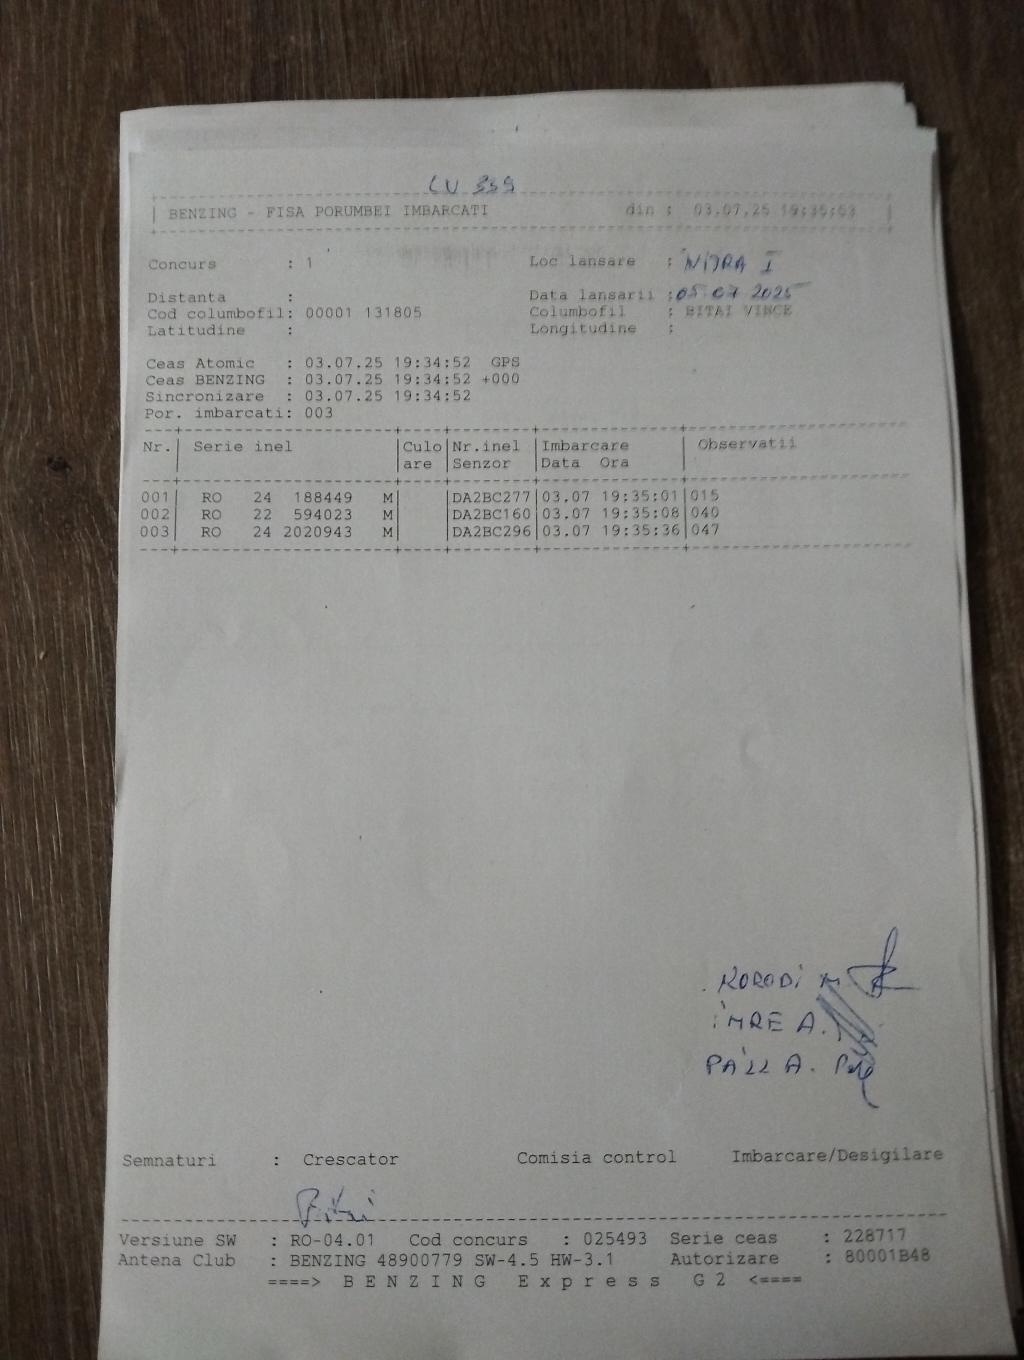 CU 339
BENZING - FISA PORUMBEI IMBARCATI din : 03.07.25 19:35:53
Concurs : 1 Loc lansare : NITRA I
Distanta : Data lansarii : 05 07 2025
Cod columbofil: 00001 131805 Columbofil : BITAI VINCE
Latitudine : Longitudine :
Ceas Atomic : 03.07.25 19:34:52 GPS
Ceas BENZING : 03.07.25 19:34:52 +000
Sincronizare : 03.07.25 19:34:52
Por. imbarcati: 003
Nr. | Serie inel | Culo | Nr.inel | Imbarcare | Observatii
are | Senzor | Data Ora
001 | RO 24 188449 M | | DA2BC277 | 03.07 19:35:01 | 015
002 | RO 22 594023 M | | DA2BC160 | 03.07 19:35:08 | 040
003 | RO 24 2020943 M | | DA2BC296 | 03.07 19:35:36 | 047
KORODI M
IMRE A.
PÁLL A.
Semnaturi : Crescator Comisia control Imbarcare/Desigilare
Bitai
Versiune SW : RO-04.01 Cod concurs : 025493 Serie ceas : 228717
Antena Club : BENZING 48900779 SW-4.5 HW-3.1 Autorizare : 80001B48
====> B E N Z I N G E x p r e s s G 2 <====